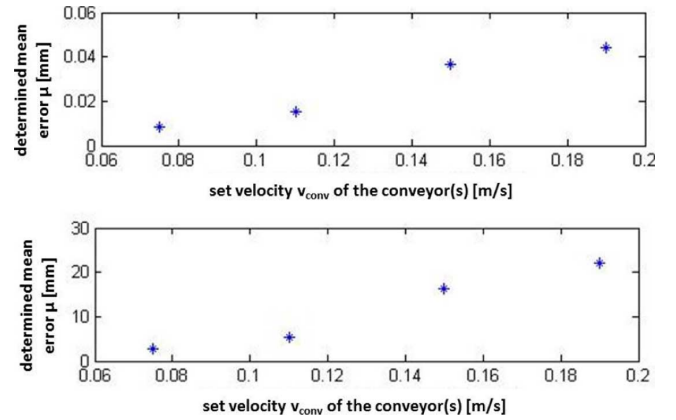 0.06
0.04
0.02
0
0.06 0.08 0.1 0.12 0.14 0.16 0.18 0.2
determined mean
error μ [mm]
set velocity vconv of the conveyor(s) [m/s]
30
20
10
0
0.06 0.08 0.1 0.12 0.14 0.16 0.18 0.2
determined mean
error μ [mm]
set velocity vconv of the conveyor(s) [m/s]